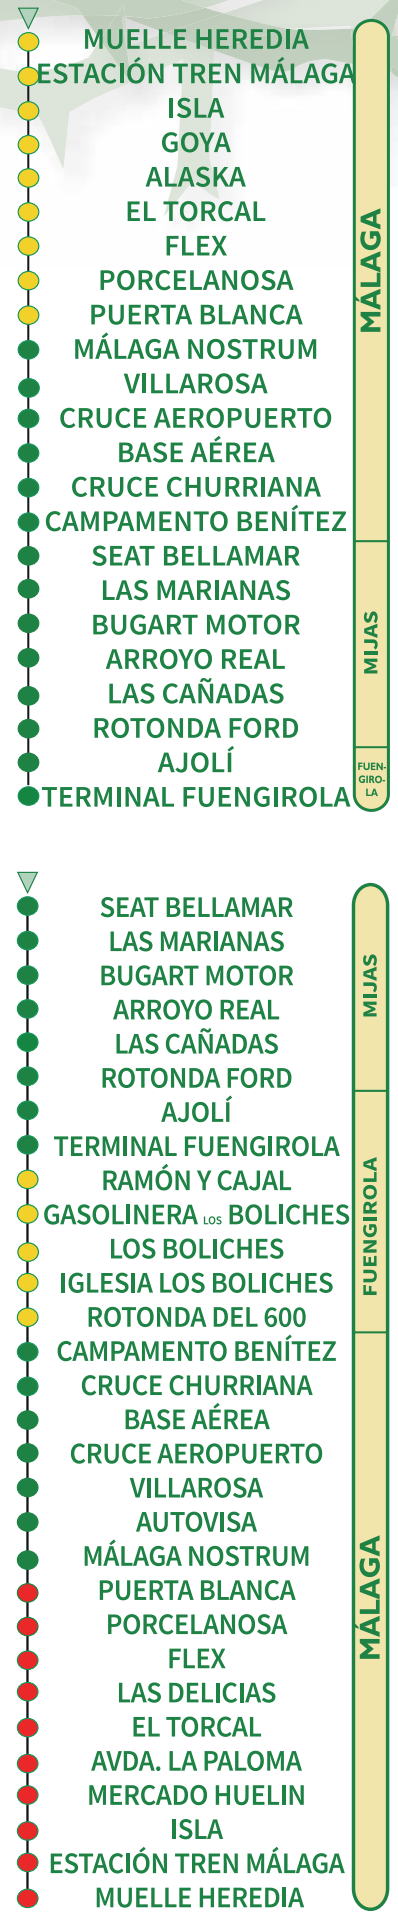 MUELLE HEREDIA
ESTACIÓN TREN MÁLAGA
ISLA
GOYA
ALASKA
EL TORCAL
FLEX
PORCELANOSA
PUERTA BLANCA
MÁLAGA NOSTRUM
VILLAROSA
CRUCE AEROPUERTO
BASE AÉREA
CRUCE CHURRIANA
CAMPAMENTO BENÍTEZ
MÁLAGA
SEAT BELLAMAR
LAS MARIANAS
BUGART MOTOR
ARROYO REAL
LAS CAÑADAS
ROTONDA FORD
MIJAS
AJOLÍ
TERMINAL FUENGIROLA
FUEN-
GIRO-
LA
SEAT BELLAMAR
LAS MARIANAS
BUGART MOTOR
ARROYO REAL
LAS CAÑADAS
ROTONDA FORD
MIJAS
AJOLÍ
TERMINAL FUENGIROLA
RAMÓN Y CAJAL
GASOLINERA LOS BOLICHES
LOS BOLICHES
IGLESIA LOS BOLICHES
ROTONDA DEL 600
FUENGIROLA
CAMPAMENTO BENÍTEZ
CRUCE CHURRIANA
BASE AÉREA
CRUCE AEROPUERTO
VILLAROSA
AUTOVISA
MÁLAGA NOSTRUM
PUERTA BLANCA
PORCELANOSA
FLEX
LAS DELICIAS
EL TORCAL
AVDA. LA PALOMA
MERCADO HUELIN
ISLA
ESTACIÓN TREN MÁLAGA
MUELLE HEREDIA
MÁLAGA